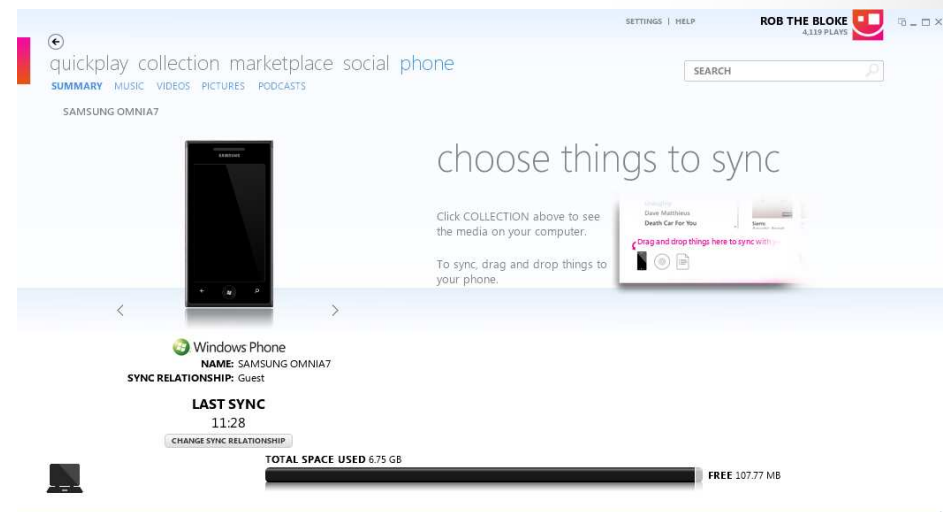 SETTINGS | HELP
ROB THE BLOKE
4,119 PLAYS
quickplay collection marketplace social phone
SEARCH
SUMMARY MUSIC VIDEOS PICTURES PODCASTS
SAMSUNG OMNIA7
SAMSUNG
choose things to sync
Click COLLECTION above to see
the media on your computer.
To sync, drag and drop things to
your phone.
Dave Matthieus
Death Car For You
Drag and drop things here to sync with
Windows Phone
NAME: SAMSUNG OMNIA7
SYNC RELATIONSHIP: Guest
LAST SYNC
11:28
CHANGE SYNC RELATIONSHIP
TOTAL SPACE USED 6.75 GB
FREE 107.77 MB